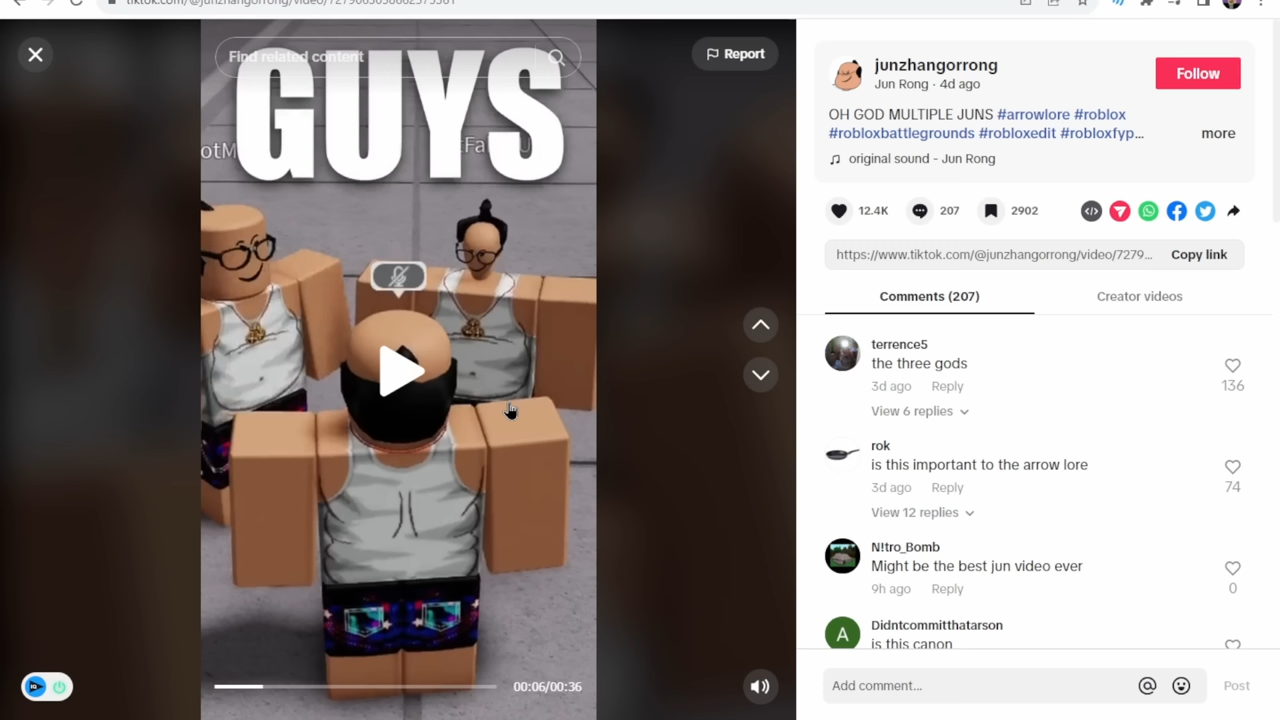 Find related content
Report
GUYS
otM
00:06/00:36
junzhangorrong
Jun Rong · 4d ago
Follow
OH GOD MULTIPLE JUNS #arrowlore #roblox
#robloxbattlegrounds #robloxedit #robloxfyp...
more
original sound - Jun Rong
12.4K
207
2902
https://www.tiktok.com/@junzhangorrong/video/7279...
Copy link
Comments (207)
Creator videos
terrence5
the three gods
3d ago
Reply
136
View 6 replies
rok
is this important to the arrow lore
3d ago
Reply
74
View 12 replies
N!tro_Bomb
Might be the best jun video ever
9h ago
Reply
0
A
Didntcommitthatarson
is this canon
Add comment...
Post